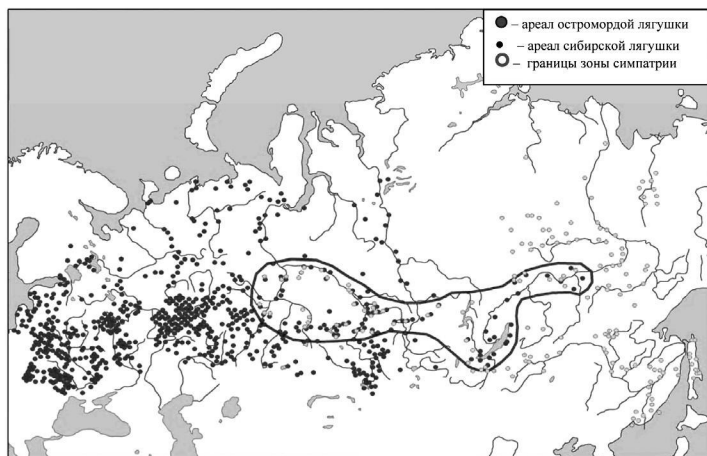 – ареал остромордой лягушки
– ареал сибирской лягушки
– границы зоны симпатрии